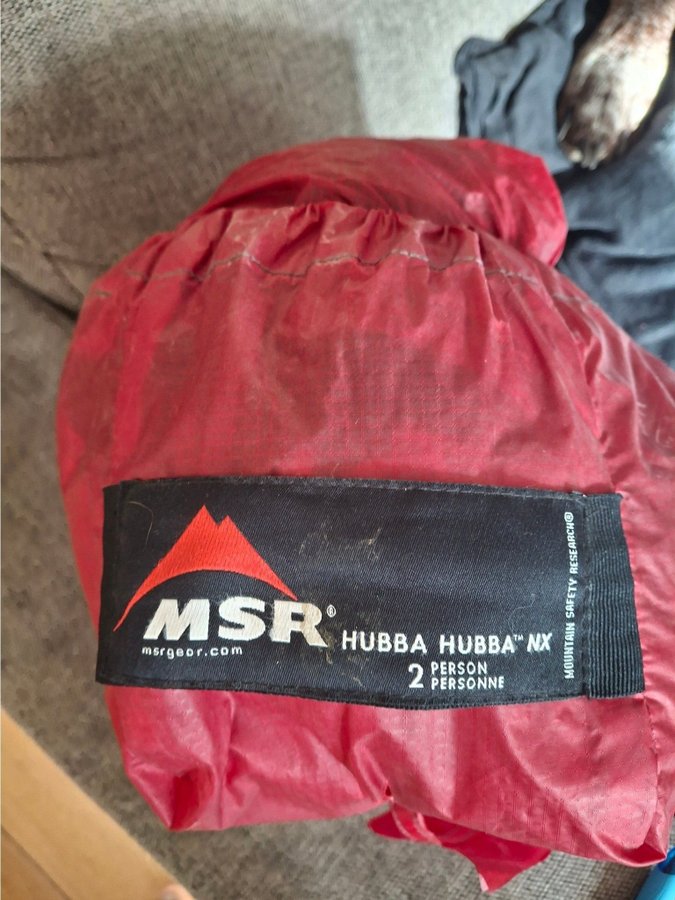 MSR®
msrgear.com
HUBBA HUBBA™ NX
2 PERSON
PERSONNE
MOUNTAIN SAFETY RESEARCH®